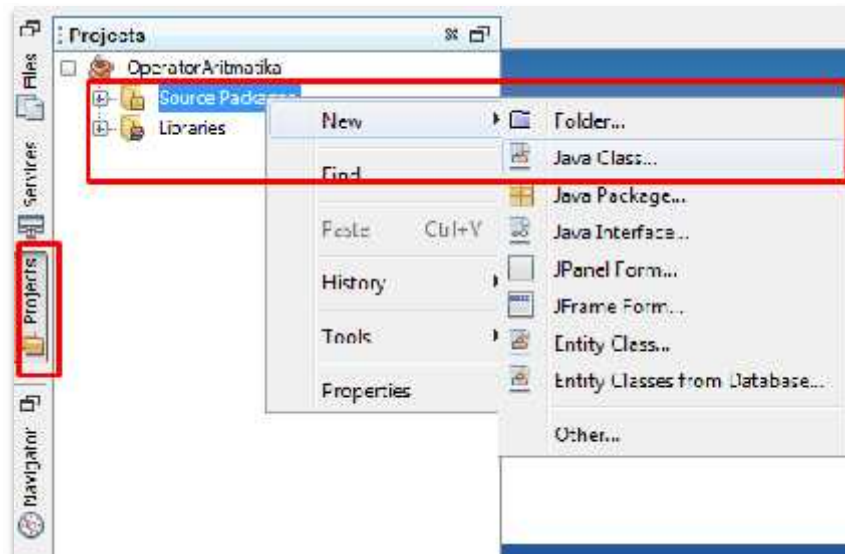 Projects
OperatorAritmatika
Source Packages
Libraries
New
Find
Paste Ctrl+V
History
Tools
Properties
Folder...
Java Class...
Java Package...
Java Interface...
JPanel Form...
JFrame Form...
Entity Class...
Entity Classes from Database...
Other...
Files
Services
Projects
Navigator